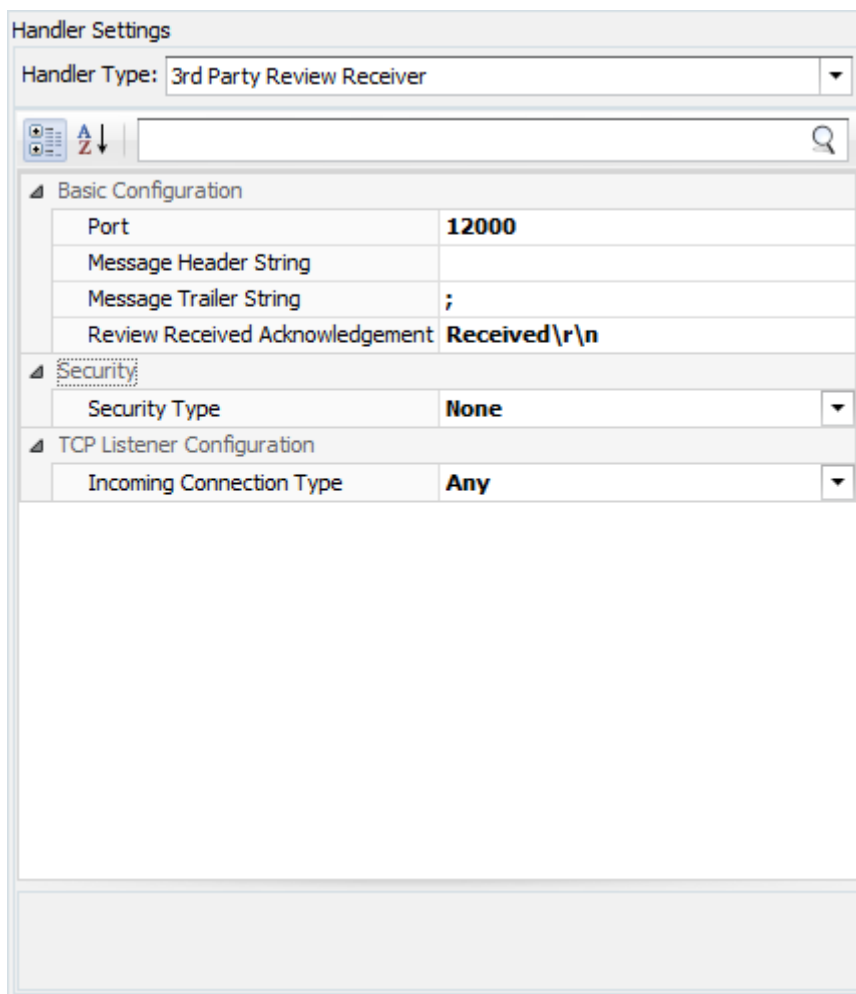 Handler Settings
Handler Type: 3rd Party Review Receiver
A
Z
Basic Configuration
Port 12000
Message Header String
Message Trailer String ;
Review Received Acknowledgement Received\r\n
Security
Security Type None
TCP Listener Configuration
Incoming Connection Type Any